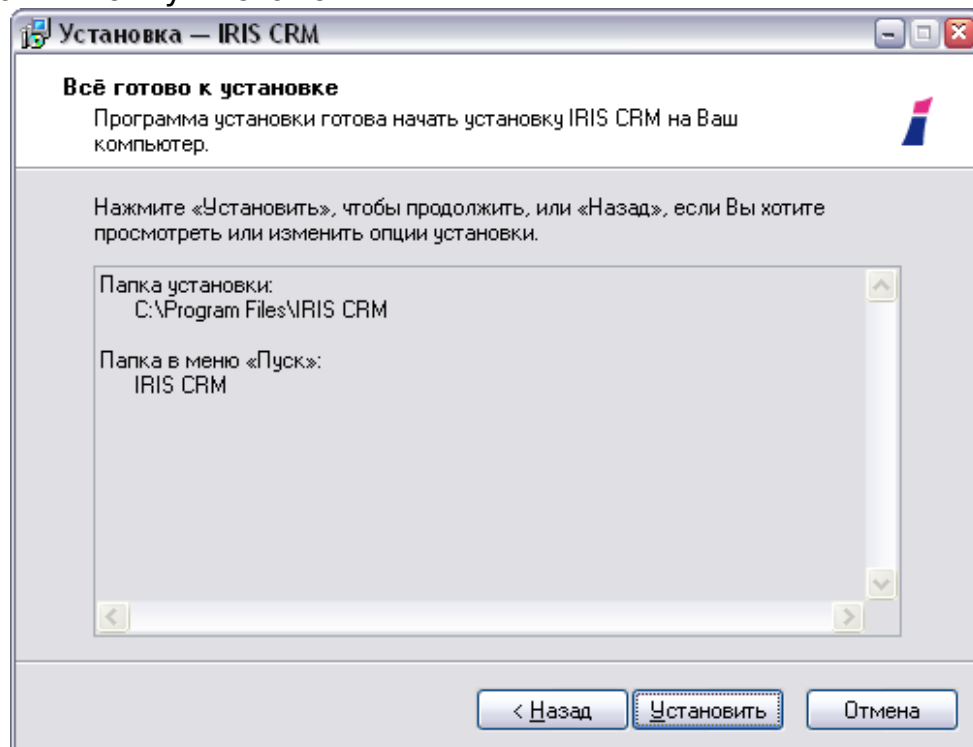 Установка — IRIS CRM
Всё готово к установке
Программа установки готова начать установку IRIS CRM на Ваш
компьютер.
Нажмите «Установить», чтобы продолжить, или «Назад», если Вы хотите
просмотреть или изменить опции установки.
Папка установки:
C:\Program Files\IRIS CRM
Папка в меню «Пуск»:
IRIS CRM
< Назад Установить Отмена